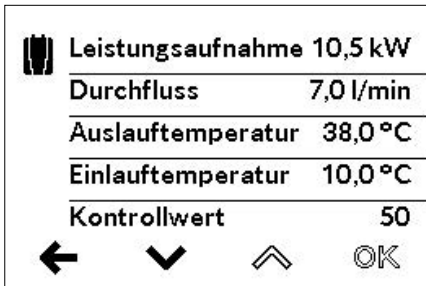 Leistungsaufnahme 10,5 kW
Durchfluss 7,0 l/min
Auslauftemperatur 38,0 °C
Einlauftemperatur 10,0 °C
Kontrollwert 50
OK